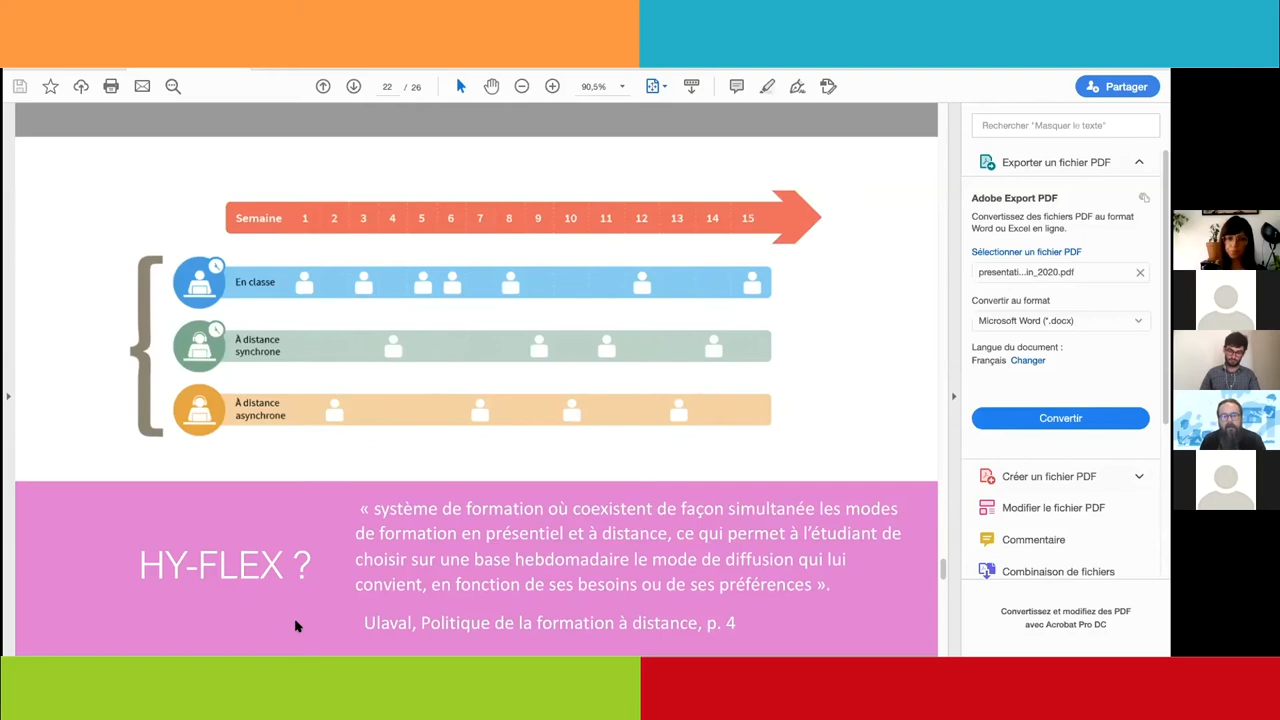 22 / 26
90,5%
Partager
Rechercher "Masquer le texte"
Exporter un fichier PDF
Adobe Export PDF
Convertissez des fichiers PDF au format
Word ou Excel en ligne.
Sélectionner un fichier PDF
presentati...in_2020.pdf
Convertir au format
Microsoft Word (*.docx)
Langue du document :
Français Changer
Convertir
Créer un fichier PDF
Modifier le fichier PDF
Commentaire
Combinaison de fichiers
Convertissez et modifiez des PDF
avec Acrobat Pro DC
Semaine 1 2 3 4 5 6 7 8 9 10 11 12 13 14 15
En classe
À distance
synchrone
À distance
asynchrone
HY-FLEX ?
« système de formation où coexistent de façon simultanée les modes
de formation en présentiel et à distance, ce qui permet à l’étudiant de
choisir sur une base hebdomadaire le mode de diffusion qui lui
convient, en fonction de ses besoins ou de ses préférences ».
Ulaval, Politique de la formation à distance, p. 4